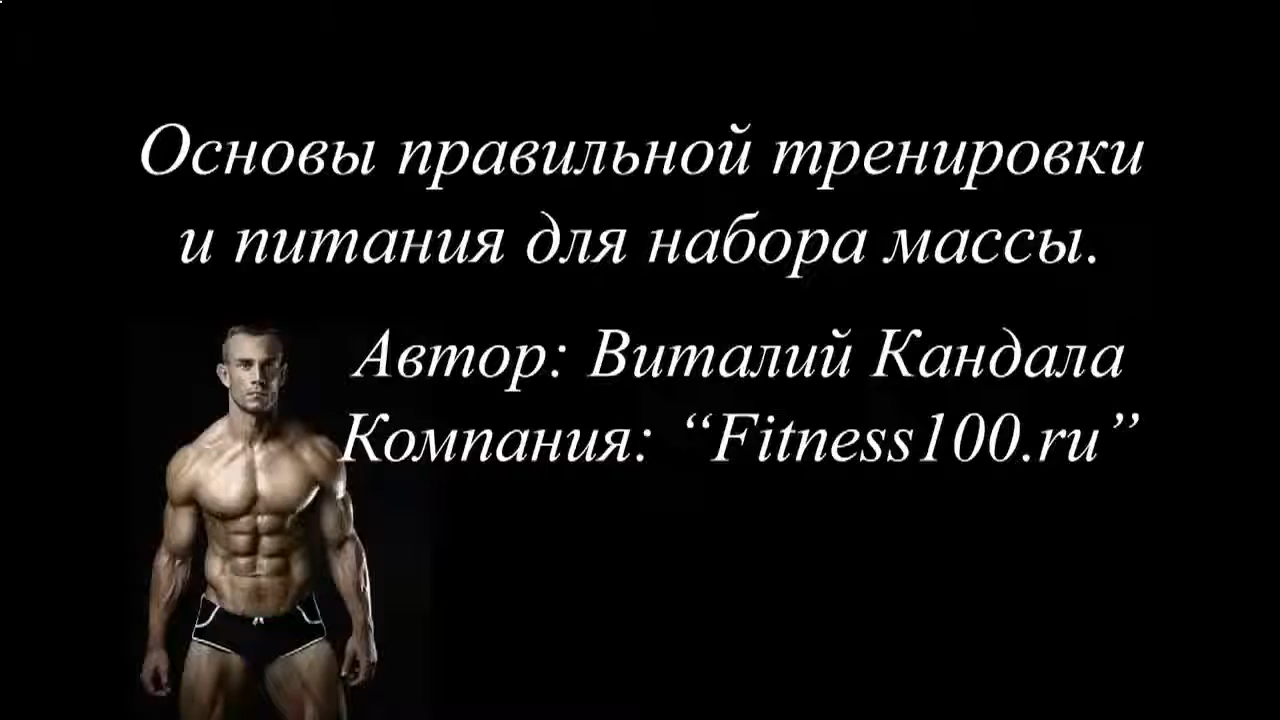 Основы правильной тренировки
и питания для набора массы.
Автор: Виталий Кандала
Компания: “Fitness100.ru”